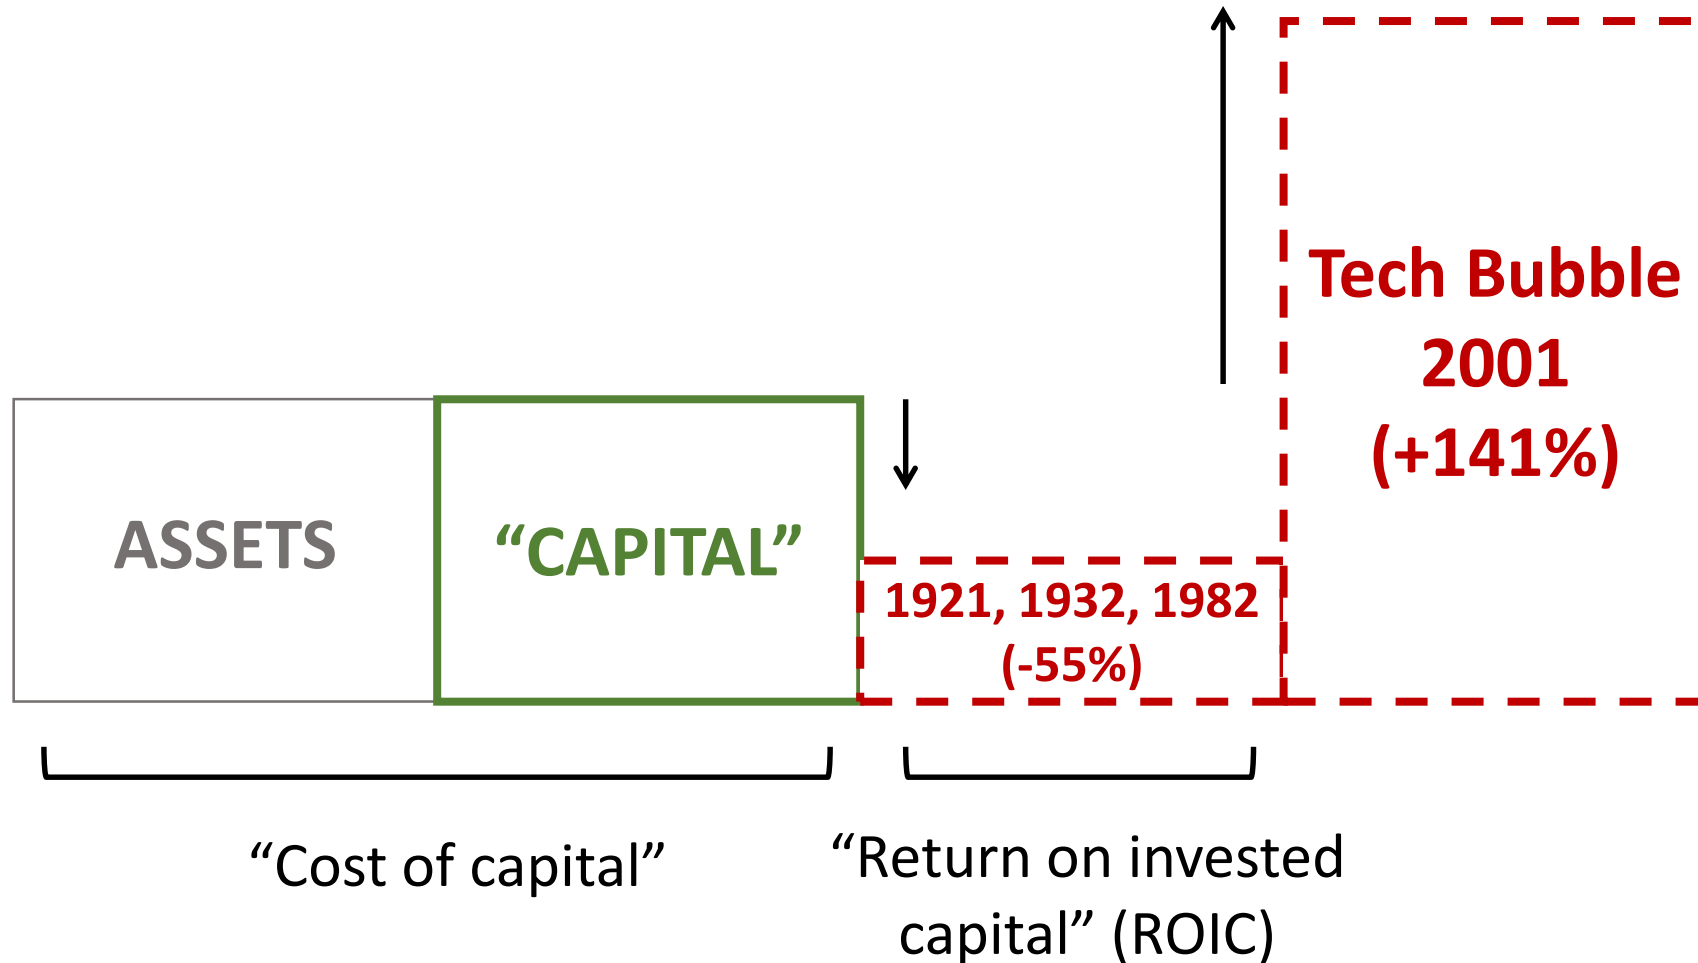 Tech Bubble
2001
(+141%)
ASSETS
“CAPITAL”
1921, 1932, 1982
(-55%)
“Cost of capital”
“Return on invested
capital” (ROIC)